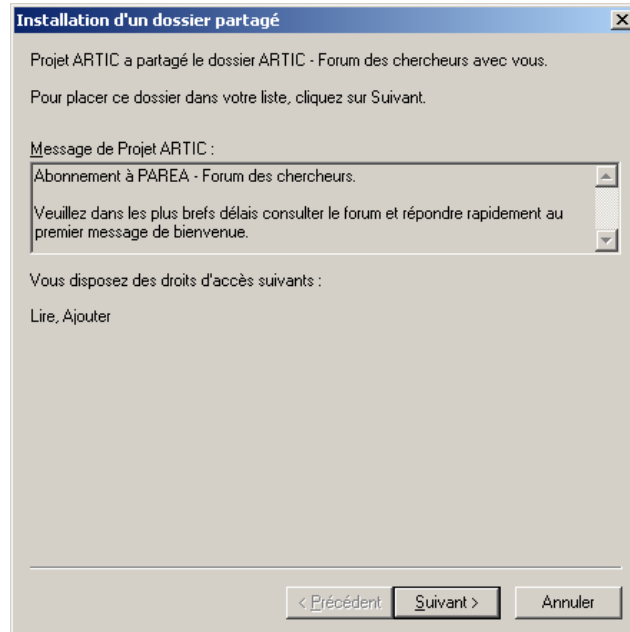 Installation d'un dossier partagé
Projet ARTIC a partagé le dossier ARTIC - Forum des chercheurs avec vous.
Pour placer ce dossier dans votre liste, cliquez sur Suivant.
Message de Projet ARTIC :
Abonnement à PAREA - Forum des chercheurs.
Veuillez dans les plus brefs délais consulter le forum et répondre rapidement au
premier message de bienvenue.
Vous disposez des droits d'accès suivants :
Lire, Ajouter
< Précédent
Suivant >
Annuler